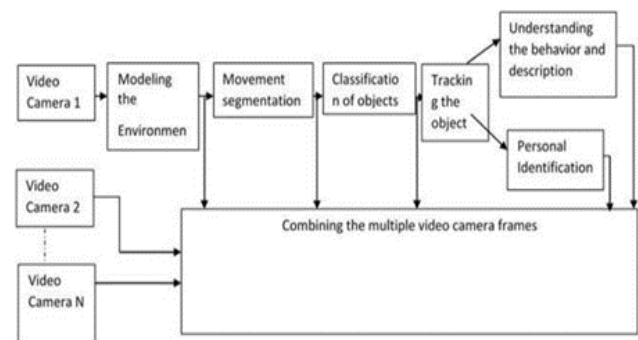 Video
Camera 1
Modeling
the
Environmen
Movement
segmentation
Classificatio
n of objects
Trackin
g the
object
Understanding
the behavior and
description
Personal
Identification
Video
Camera 2
Video
Camera N
Combining the multiple video camera frames